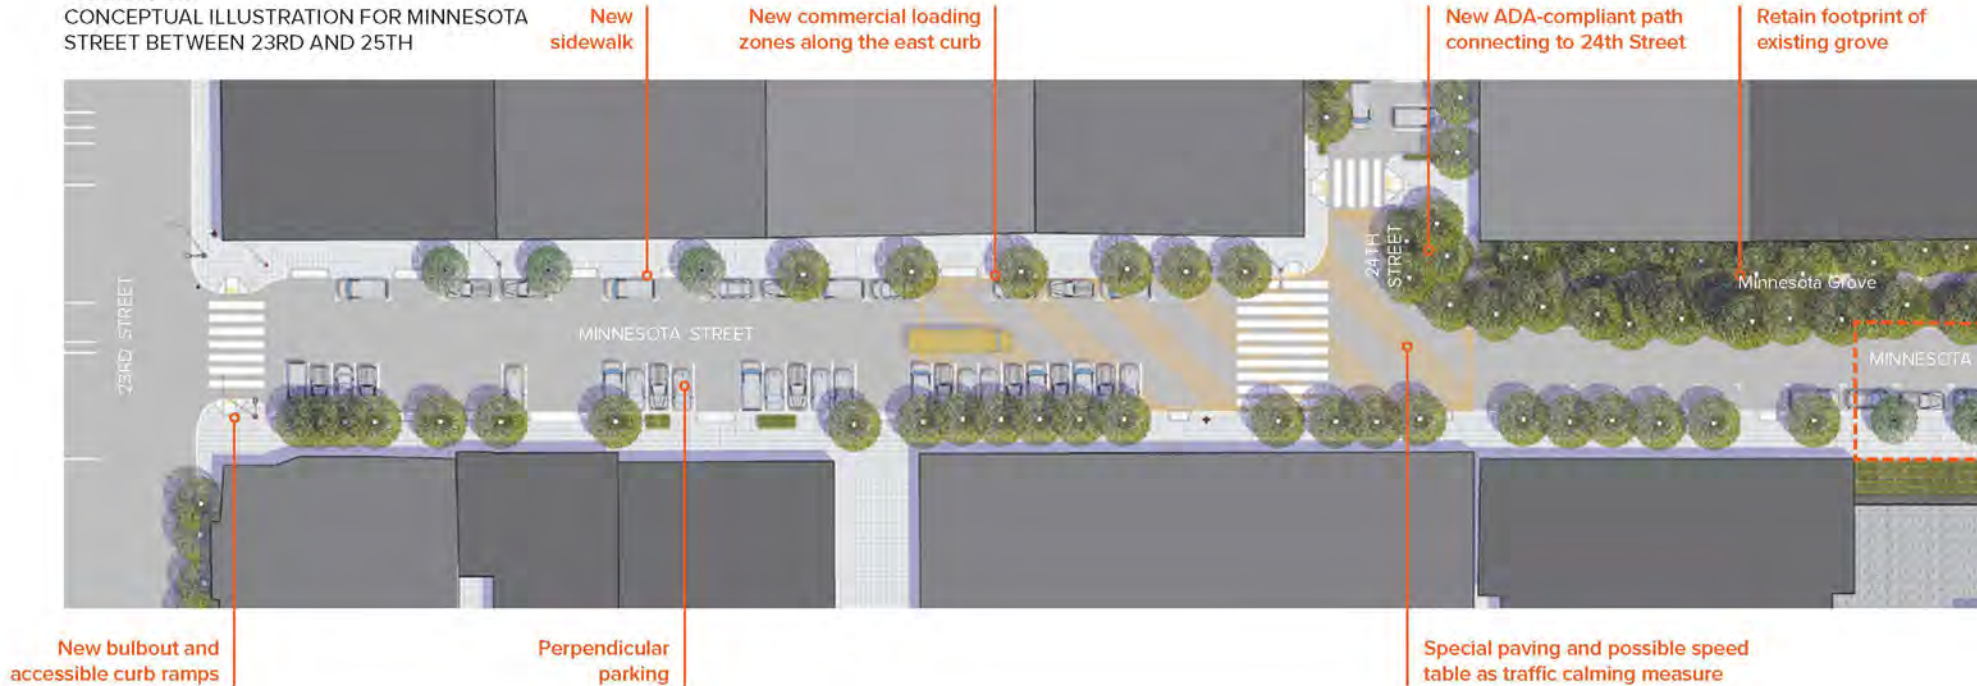 CONCEPTUAL ILLUSTRATION FOR MINNESOTA
STREET BETWEEN 23RD AND 25TH
New
sidewalk
New commercial loading
zones along the east curb
New ADA-compliant path
connecting to 24th Street
Retain footprint of
existing grove
23RD STREET
MINNESOTA STREET
24TH
STREET
Minnesota Grove
MINNESOTA
New bulbout and
accessible curb ramps
Perpendicular
parking
Special paving and possible speed
table as traffic calming measure